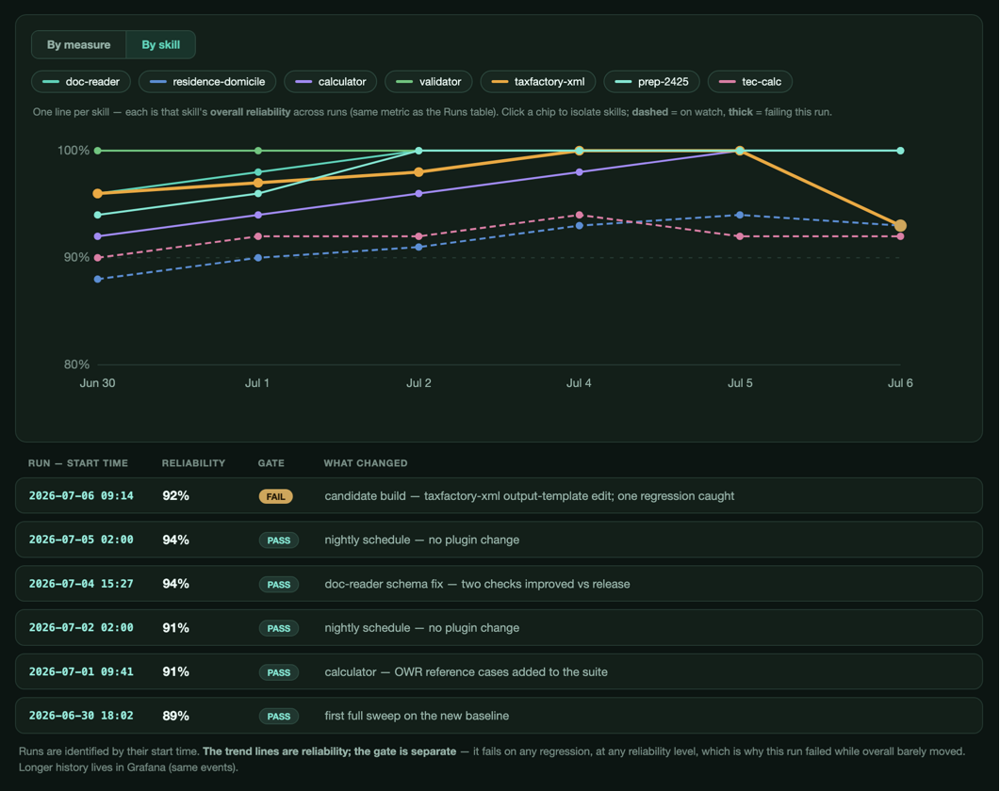 By measure By skill
doc-reader residence-domicile calculator validator taxfactory-xml prep-2425 tec-calc
One line per skill — each is that skill's overall reliability across runs (same metric as the Runs table). Click a chip to isolate skills; dashed = on watch, thick = failing this run.
100%
90%
80%
Jun 30 Jul 1 Jul 2 Jul 4 Jul 5 Jul 6
RUN — START TIME RELIABILITY GATE WHAT CHANGED
2026-07-06 09:14 92% FAIL candidate build — taxfactory-xml output-template edit; one regression caught
2026-07-05 02:00 94% PASS nightly schedule — no plugin change
2026-07-04 15:27 94% PASS doc-reader schema fix — two checks improved vs release
2026-07-02 02:00 91% PASS nightly schedule — no plugin change
2026-07-01 09:41 91% PASS calculator — OWR reference cases added to the suite
2026-06-30 18:02 89% PASS first full sweep on the new baseline
Runs are identified by their start time. The trend lines are reliability; the gate is separate — it fails on any regression, at any reliability level, which is why this run failed while overall barely moved.
Longer history lives in Grafana (same events).